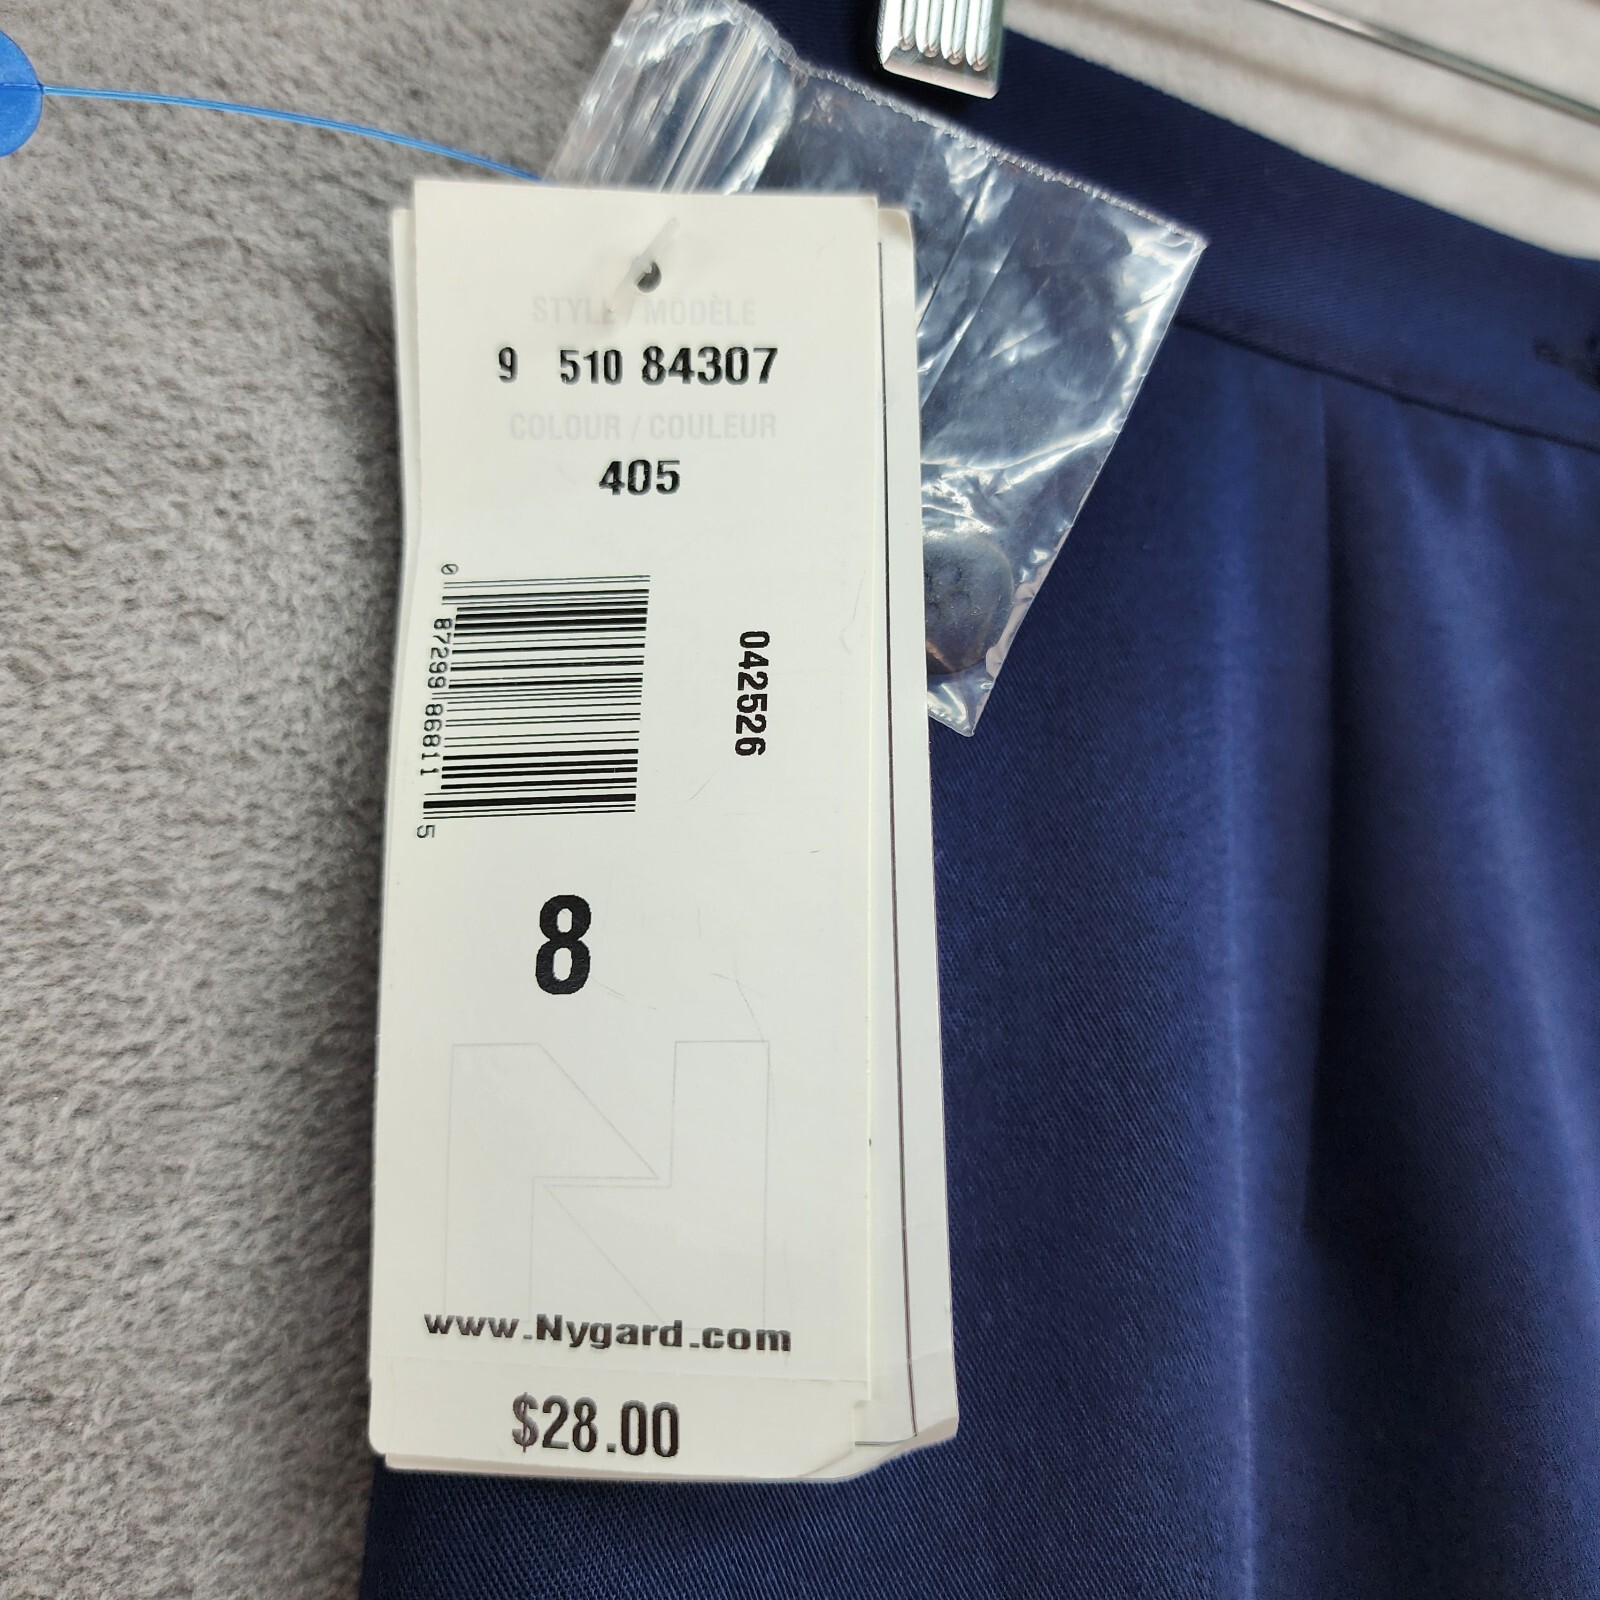 STYLE / MODÈLE
9 510 84307
COLOUR / COULEUR
405
0 87299 86811 5
042526
8
www.Nygard.com
$28.00